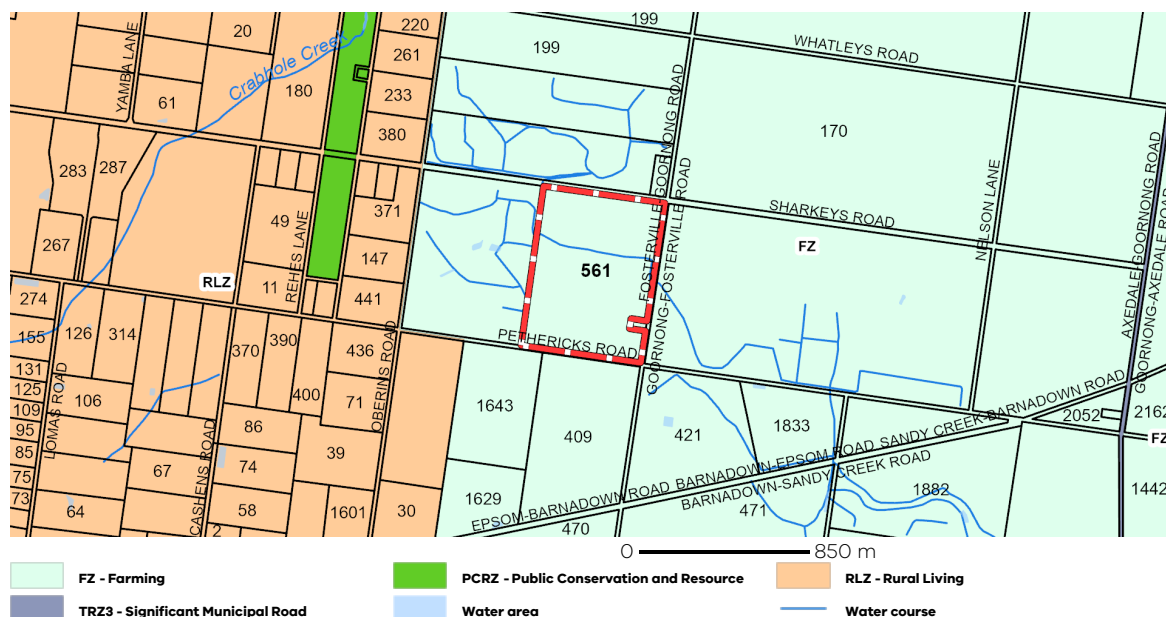 199
220
20
WHATLEYS ROAD
YAMBA LANE
Crabhole Creek
261
199
180
233
61
FOSTERVILLE-GOORNONG ROAD
170
380
283
287
GOORNONG-FOSTERVILLE ROAD
NELSON LANE
AXEDALE-GOORNONG ROAD
GOORNONG-AXEDALE ROAD
49
371
SHARKEYS ROAD
267
REHES LANE
147
FZ
561
RLZ
11
274
441
126
314
155
PETHERICKS ROAD
390
370
436
131
OBERINS ROAD
125
400
71
106
109
1643
2052
2162
LOMAS ROAD
86
421
1833
95
409
FZ
85
39
CASHENS ROAD
67
74
75
EPSOM-BARNADOWN ROAD
BARNADOWN-EPSOM ROAD
SANDY CREEK-BARNADOWN ROAD
BARNADOWN-SANDY CREEK ROAD
1882
1442
73
64
58
1601
30
1629
471
470
2
0
850 m
FZ - Farming
PCRZ - Public Conservation and Resource
RLZ - Rural Living
TRZ3 - Significant Municipal Road
Water area
Water course